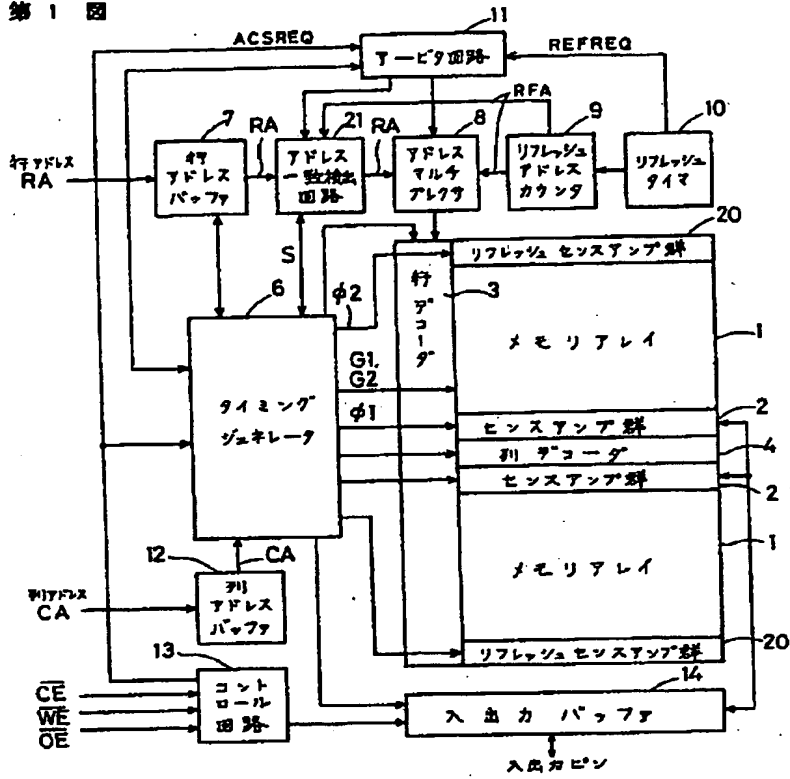 第 1 図
11
ACSREQ
アービタ回路
REFREQ
RFA
7
行
アドレス
バッファ
RA
21
アドレス
一致検出
回路
RA
8
アドレス
マルチ
プレクサ
9
リフレッシュ
アドレス
カウンタ
10
リフレッシュ
タイマ
行アドレス
RA
S
20
リフレッシュセンスアンプ群
6
φ2
行デコーダ
3
メモリアレイ
1
G1,
G2
タイミング
ジェネレータ
φ1
センスアンプ群
2
列デコーダ
4
センスアンプ群
2
メモリアレイ
1
12
CA
列アドレス
CA
列
アドレス
バッファ
リフレッシュセンスアンプ群
20
13
CE
WE
OE
コント
ロール
回路
14
入出力バッファ
入出力ピン